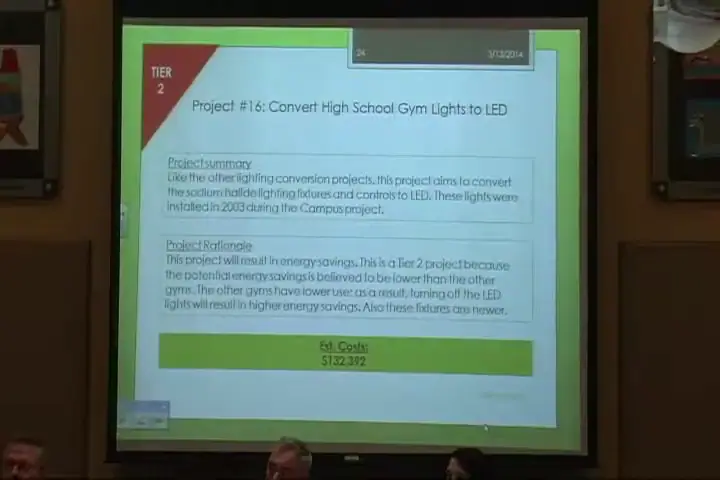 24
3/13/2014
TIER
2
Project #16: Convert High School Gym Lights to LED
Project summary
Like the other lighting conversion projects, this project aims to convert
the sodium halide lighting fixtures and controls to LED. These lights were
installed in 2003 during the Campus project.
Project Rationale
This project will result in energy savings. This is a Tier 2 project because
the potential energy savings is believed to be lower than the other
gyms. The other gyms have lower use; as a result, turning off the LED
lights will result in higher energy savings. Also these fixtures are newer.
Est. Costs:
$132,392